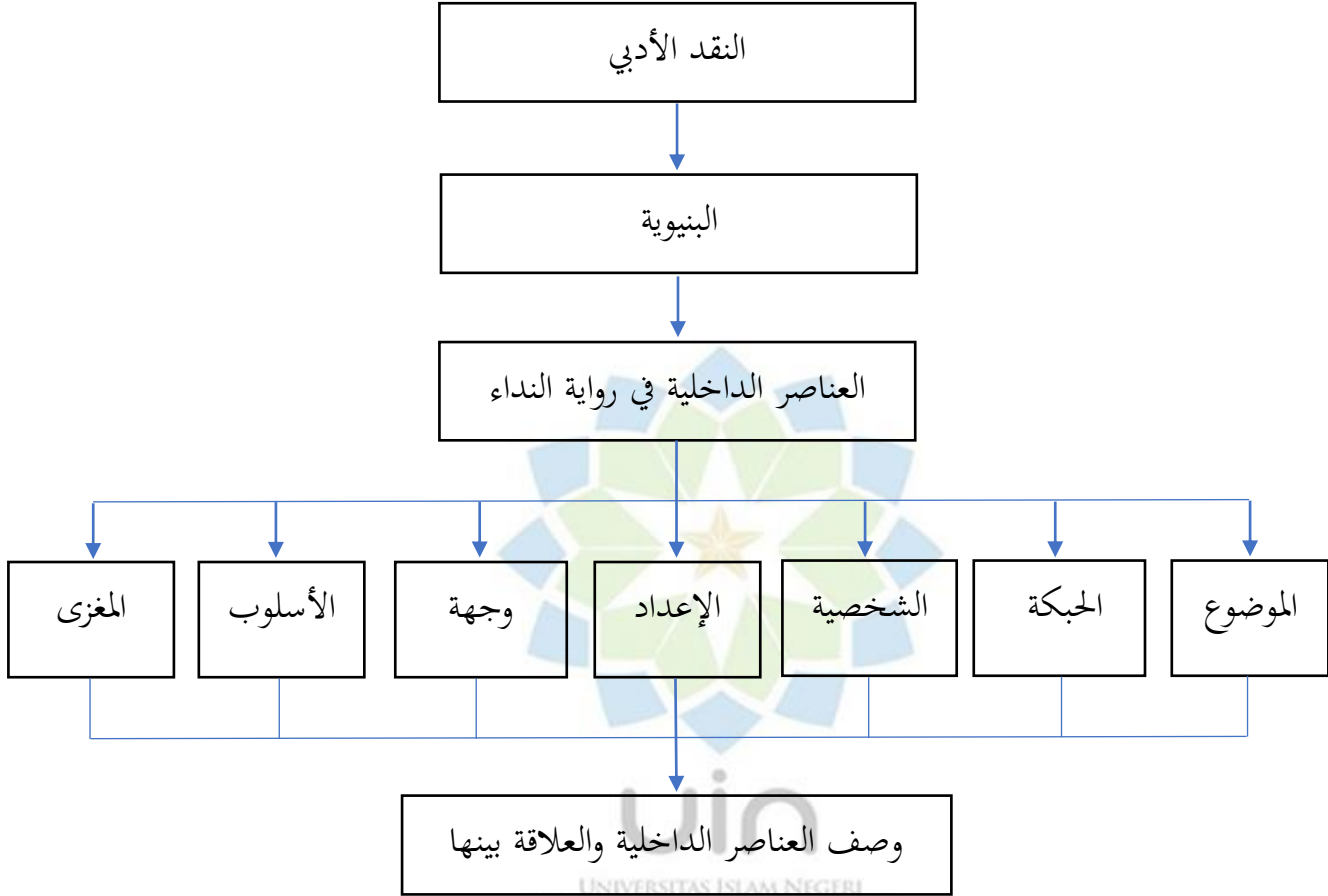 النقد الأدبي
البنيوية
العناصر الداخلية في رواية النداء
الموضوع
الحبكة
الشخصية
الإعداد
وجهة
الأسلوب
المغزى
وصف العناصر الداخلية والعلاقة بينها
uin
UNIVERSITAS ISLAM NEGERI